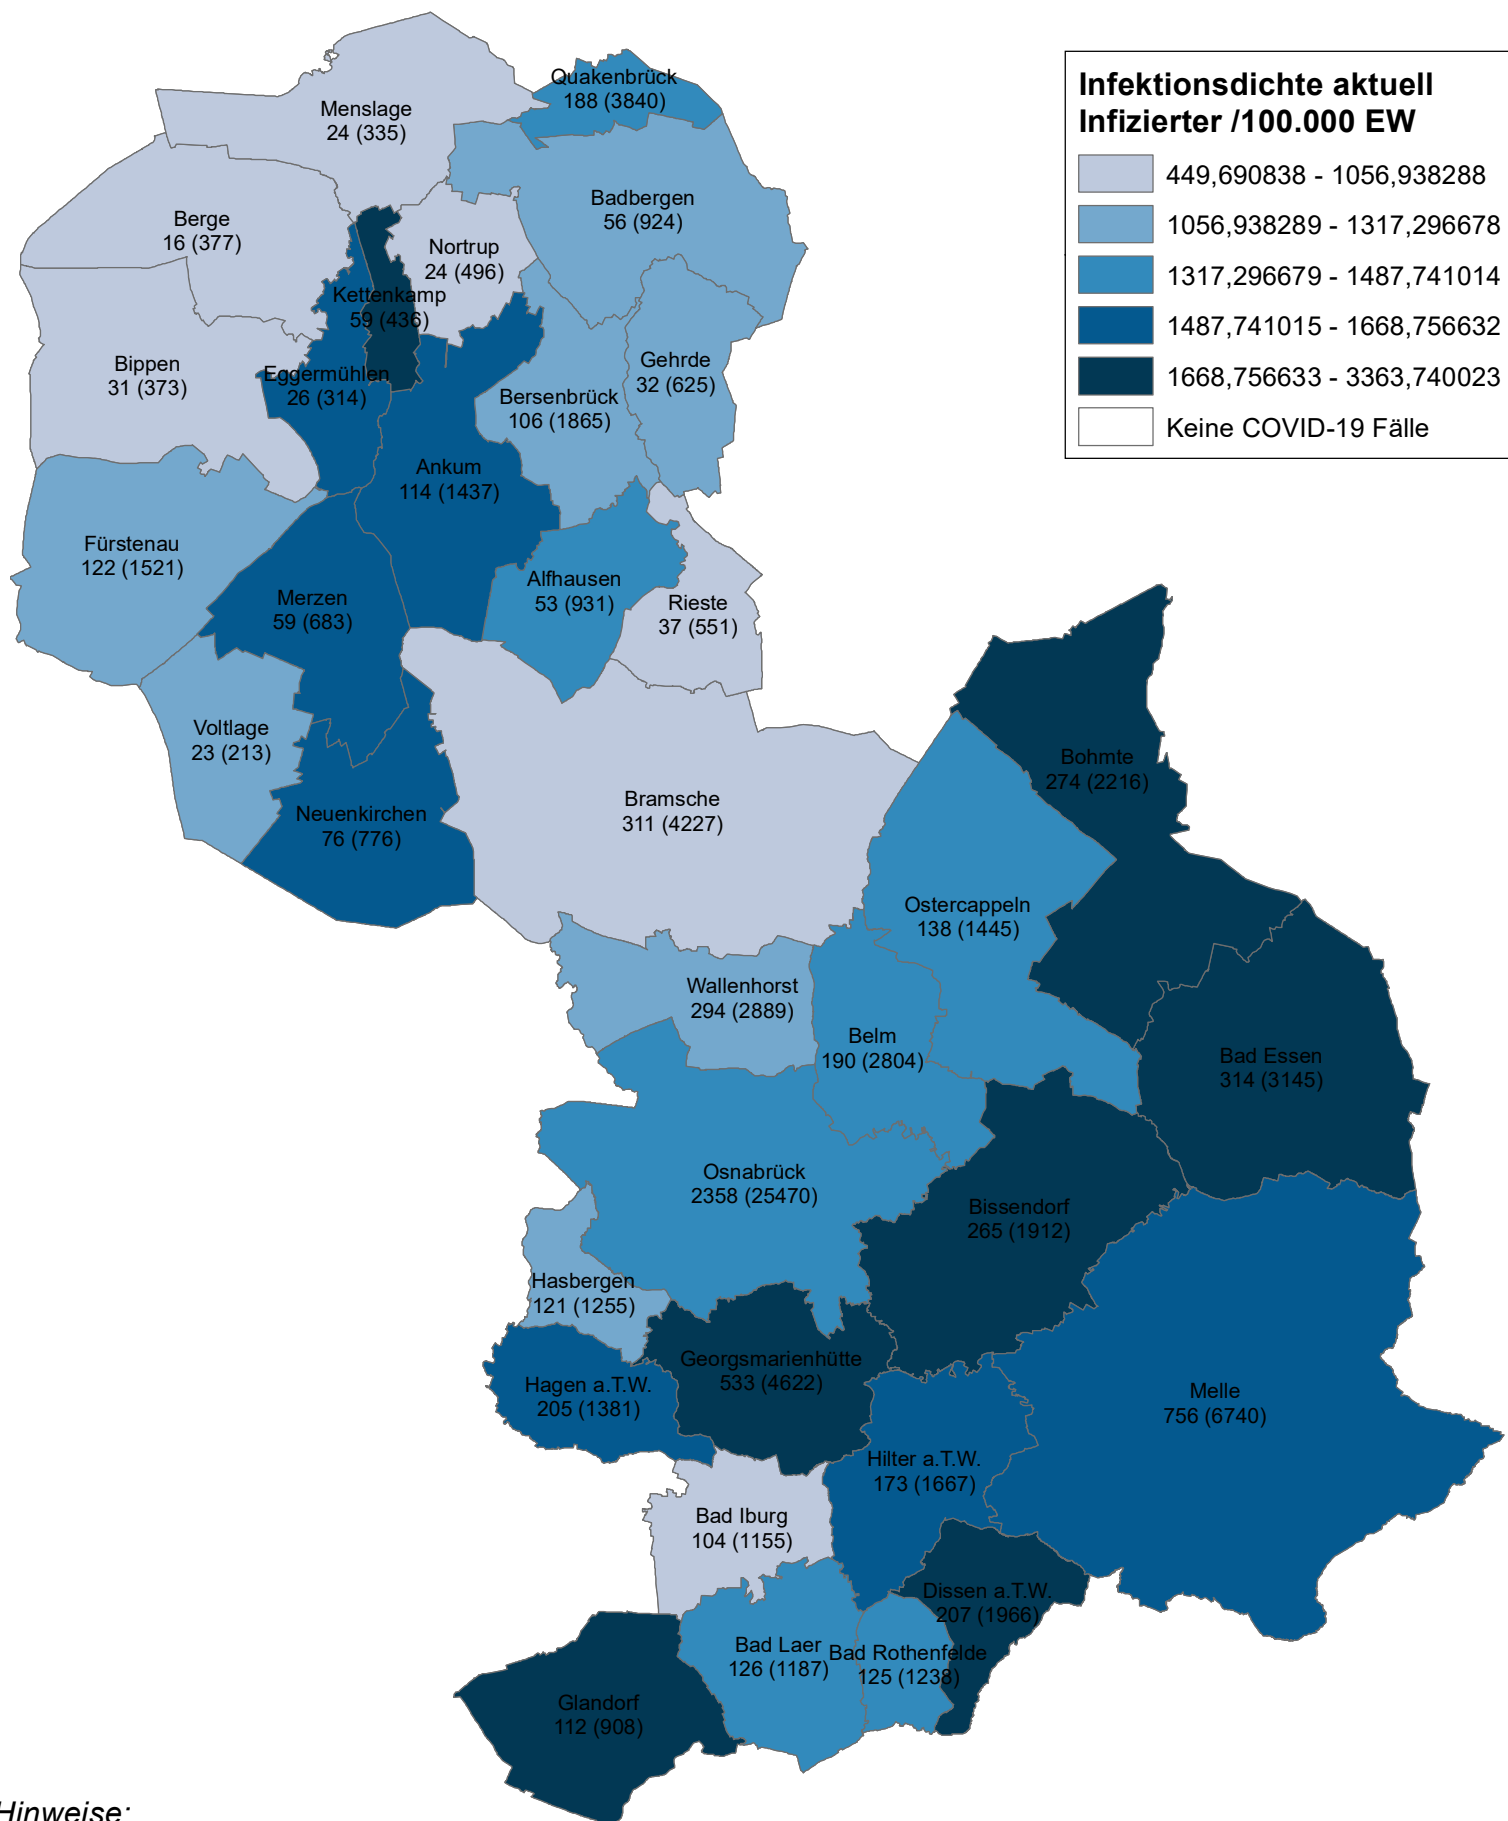 Infektionsdichte aktuell
Infizierter /100.000 EW
449,690838 - 1056,938288
1056,938289 - 1317,296678
1317,296679 - 1487,741014
1487,741015 - 1668,756632
1668,756633 - 3363,740023
Keine COVID-19 Fälle
Quakenbrück
188 (3840)
Menslage
24 (335)
Badbergen
56 (924)
Berge
16 (377)
Nortrup
24 (496)
Kettenkamp
59 (436)
Bippen
31 (373)
Eggermühlen
26 (314)
Gehrde
32 (625)
Bersenbrück
106 (1865)
Ankum
114 (1437)
Fürstenau
122 (1521)
Alfhausen
53 (931)
Merzen
59 (683)
Rieste
37 (551)
Voltlage
23 (213)
Neuenkirchen
76 (776)
Bramsche
311 (4227)
Bohmte
274 (2216)
Ostercappeln
138 (1445)
Wallenhorst
294 (2889)
Belm
190 (2804)
Bad Essen
314 (3145)
Osnabrück
2358 (25470)
Bissendorf
265 (1912)
Hasbergen
121 (1255)
Georgsmarienhütte
533 (4622)
Hagen a.T.W.
205 (1381)
Melle
756 (6740)
Hilter a.T.W.
173 (1667)
Bad Iburg
104 (1155)
Dissen a.T.W.
207 (1966)
Bad Laer
126 (1187)
Bad Rothenfelde
125 (1238)
Glandorf
112 (908)
Hinweise: